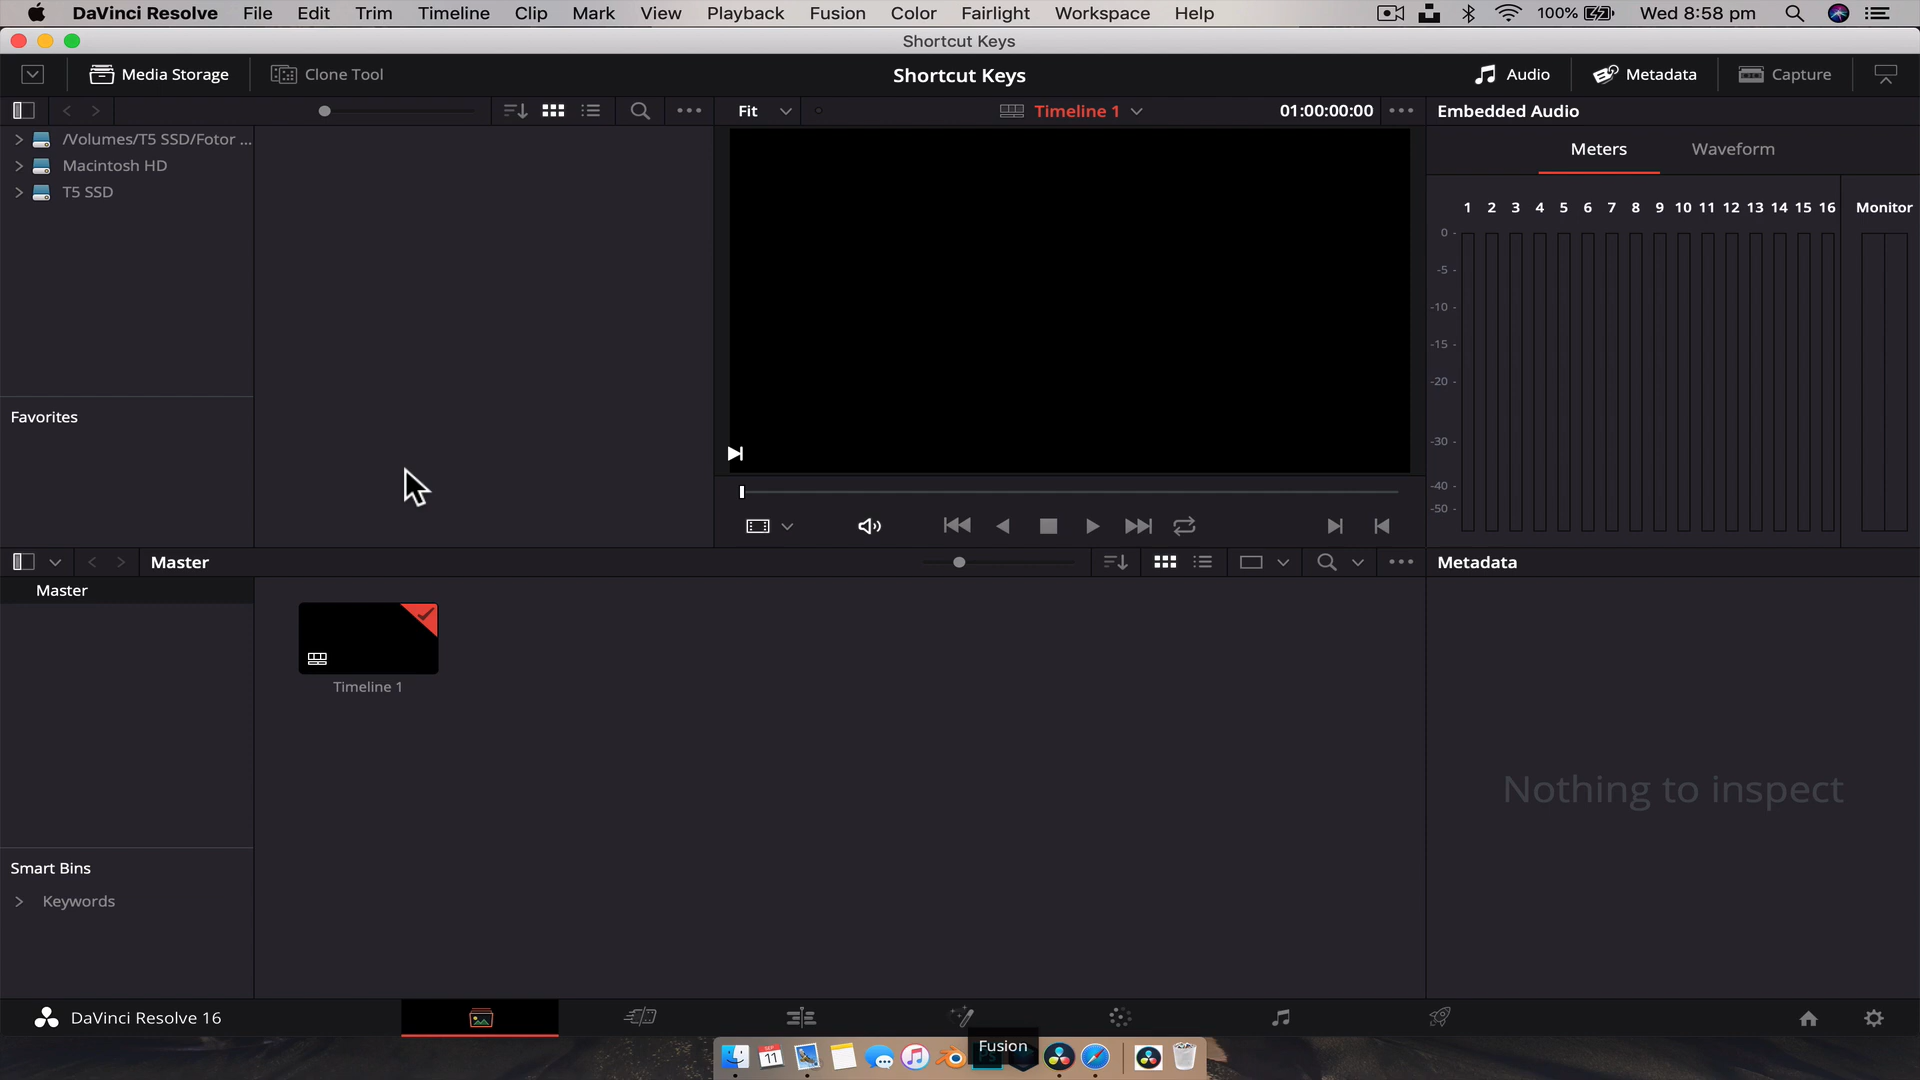 DaVinci Resolve File Edit Trim Timeline Clip Mark View Playback Fusion Color Fairlight Workspace Help 100% Wed 8:58 pm
Shortcut Keys
Media Storage Clone Tool Shortcut Keys Audio Metadata Capture
Fit Timeline 1 01:00:00:00 Embedded Audio
/Volumes/T5 SSD/Fotor ...
Macintosh HD
T5 SSD
Meters Waveform
1 2 3 4 5 6 7 8 9 10 11 12 13 14 15 16 Monitor
0
-5
-10
-15
-20
-30
-40
-50
Favorites
Master Metadata
Master
Timeline 1
Nothing to inspect
Smart Bins
Keywords
DaVinci Resolve 16
Fusion
SEP
11